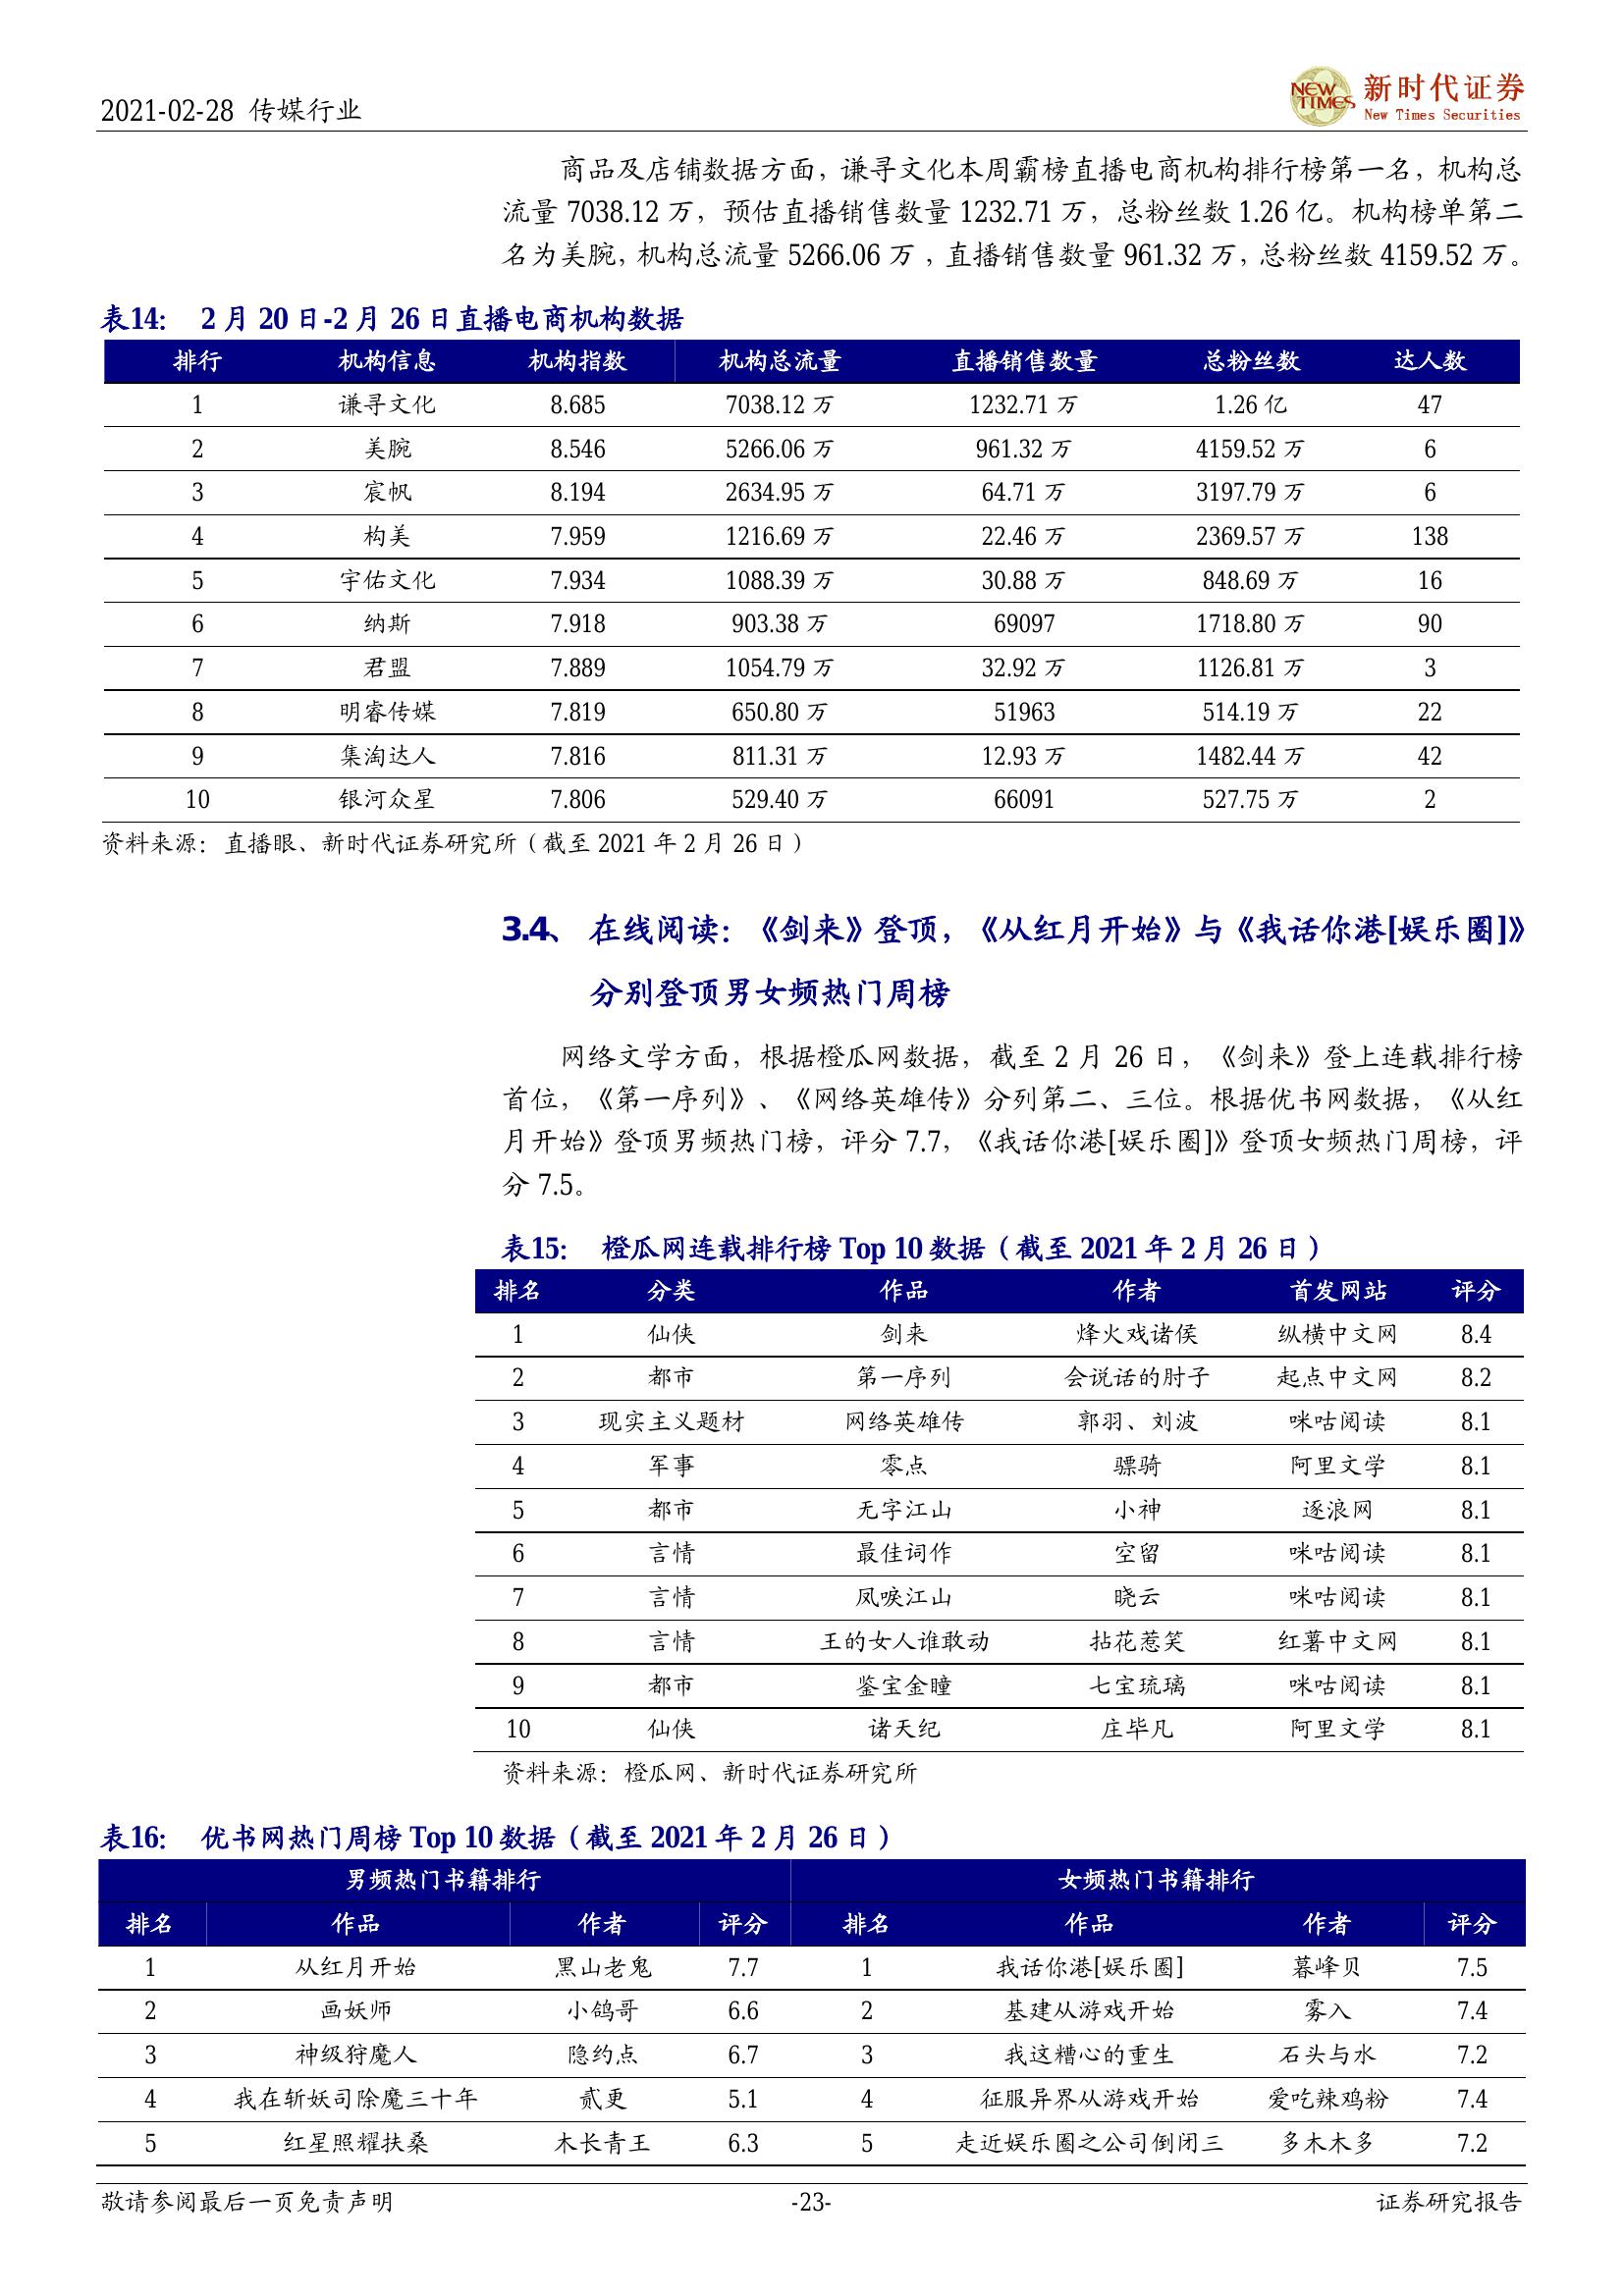 2021-02-28 传媒行业
NEW TIMES 新时代证券
New Times Securities
商品及店铺数据方面，谦寻文化本周霸榜直播电商机构排行榜第一名，机构总
流量 7038.12 万，预估直播销售数量 1232.71 万，总粉丝数 1.26 亿。机构榜单第二
名为美腕，机构总流量 5266.06 万，直播销售数量 961.32 万，总粉丝数 4159.52 万。
表14： 2 月 20 日-2 月 26 日直播电商机构数据
排行 机构信息 机构指数 机构总流量 直播销售数量 总粉丝数 达人数
1 谦寻文化 8.685 7038.12 万 1232.71 万 1.26 亿 47
2 美腕 8.546 5266.06 万 961.32 万 4159.52 万 6
3 宸帆 8.194 2634.95 万 64.71 万 3197.79 万 6
4 构美 7.959 1216.69 万 22.46 万 2369.57 万 138
5 宇佑文化 7.934 1088.39 万 30.88 万 848.69 万 16
6 纳斯 7.918 903.38 万 69097 1718.80 万 90
7 君盟 7.889 1054.79 万 32.92 万 1126.81 万 3
8 明睿传媒 7.819 650.80 万 51963 514.19 万 22
9 集淘达人 7.816 811.31 万 12.93 万 1482.44 万 42
10 银河众星 7.806 529.40 万 66091 527.75 万 2
资料来源：直播眼、新时代证券研究所（截至 2021 年 2 月 26 日）
3.4、 在线阅读：《剑来》登顶，《从红月开始》与《我话你港[娱乐圈]》
分别登顶男女频热门周榜
网络文学方面，根据橙瓜网数据，截至 2 月 26 日，《剑来》登上连载排行榜
首位，《第一序列》、《网络英雄传》分列第二、三位。根据优书网数据，《从红
月开始》登顶男频热门榜，评分 7.7，《我话你港[娱乐圈]》登顶女频热门周榜，评
分 7.5。
表15： 橙瓜网连载排行榜 Top 10 数据（截至 2021 年 2 月 26 日）
排名 分类 作品 作者 首发网站 评分
1 仙侠 剑来 烽火戏诸侯 纵横中文网 8.4
2 都市 第一序列 会说话的肘子 起点中文网 8.2
3 现实主义题材 网络英雄传 郭羽、刘波 咪咕阅读 8.1
4 军事 零点 骠骑 阿里文学 8.1
5 都市 无字江山 小神 逐浪网 8.1
6 言情 最佳词作 空留 咪咕阅读 8.1
7 言情 凤唳江山 晓云 咪咕阅读 8.1
8 言情 王的女人谁敢动 拈花惹笑 红薯中文网 8.1
9 都市 鉴宝金瞳 七宝琉璃 咪咕阅读 8.1
10 仙侠 诸天纪 庄毕凡 阿里文学 8.1
资料来源：橙瓜网、新时代证券研究所
表16： 优书网热门周榜 Top 10 数据（截至 2021 年 2 月 26 日）
男频热门书籍排行 女频热门书籍排行
排名 作品 作者 评分 排名 作品 作者 评分
1 从红月开始 黑山老鬼 7.7 1 我话你港[娱乐圈] 暮峰贝 7.5
2 画妖师 小鸽哥 6.6 2 基建从游戏开始 雾入 7.4
3 神级狩魔人 隐约点 6.7 3 我这糟心的重生 石头与水 7.2
4 我在斩妖司除魔三十年 贰更 5.1 4 征服异界从游戏开始 爱吃辣鸡粉 7.4
5 红星照耀扶桑 木长青王 6.3 5 走近娱乐圈之公司倒闭三 多木木多 7.2
敬请参阅最后一页免责声明 -23- 证券研究报告